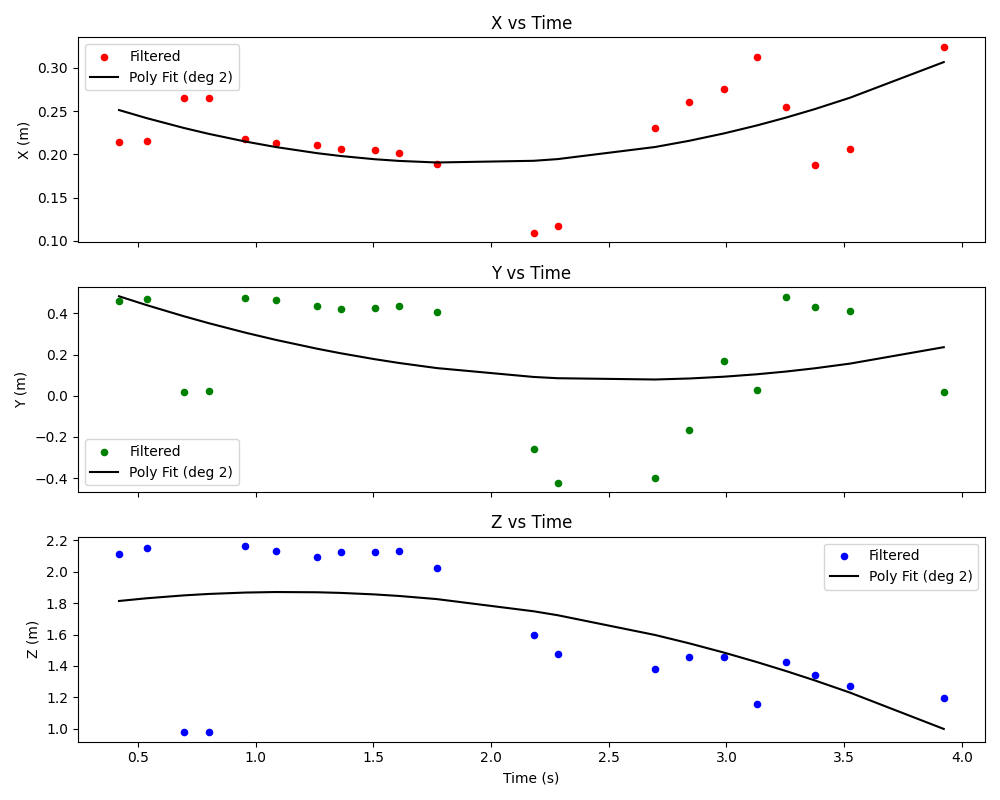 X vs Time
Filtered
Poly Fit (deg 2)
0.30
0.25
0.20
0.15
0.10
X (m)
Y vs Time
0.4
0.2
0.0
−0.2
−0.4
Y (m)
Filtered
Poly Fit (deg 2)
Z vs Time
Filtered
Poly Fit (deg 2)
2.2
2.0
1.8
1.6
1.4
1.2
1.0
Z (m)
0.5 1.0 1.5 2.0 2.5 3.0 3.5 4.0
Time (s)